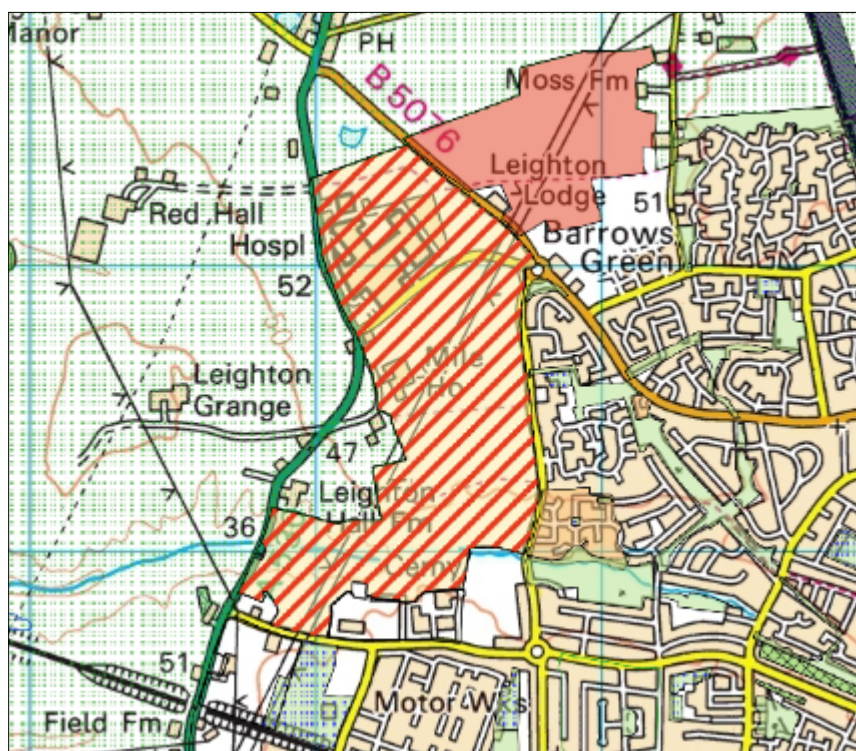 Manor
PH
B 5076
Moss Fm
Leighton
Lodge
51
Red Hall
Hospl
Barrows
Green
52
Mile
Ho
Leighton
Grange
47
Leighton
Hall Fm
36
Cerny
51
Motor Wks
Field Fm